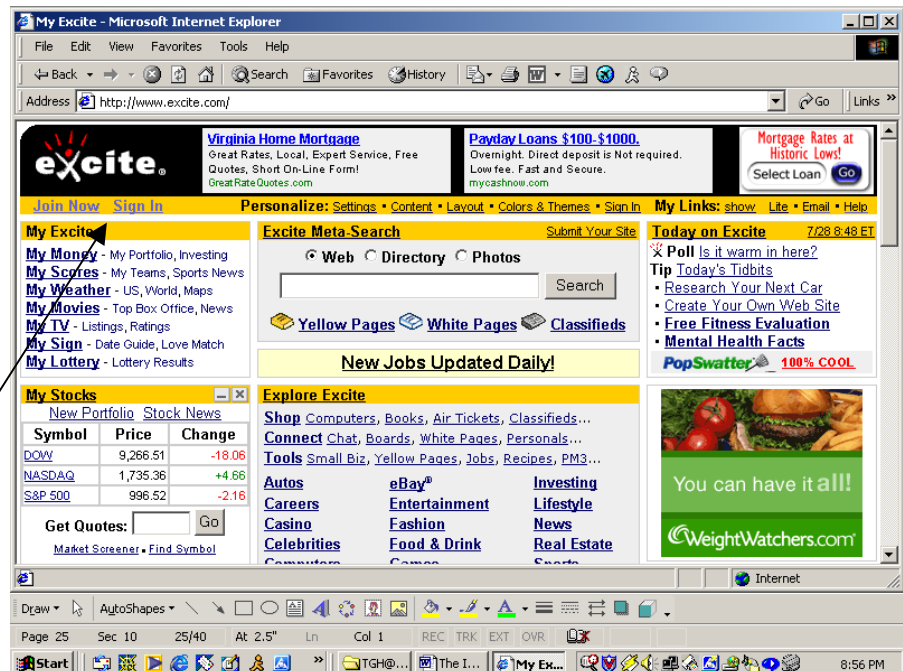 My Excite - Microsoft Internet Explorer
File Edit View Favorites Tools Help
Back Search Favorites History
Address http://www.excite.com/ Go Links »
excite®
Virginia Home Mortgage
Great Rates, Local, Expert Service, Free
Quotes, Short On-Line Form!
GreatRateQuotes.com
Payday Loans $100-$1000.
Overnight. Direct deposit is Not required.
Low fee. Fast and Secure.
mycashnow.com
Mortgage Rates at
Historic Lows!
Select Loan Go
Join Now Sign In Personalize: Settings • Content • Layout • Colors & Themes • Sign In My Links: show Lite • Email • Help
My Excite
My Money - My Portfolio, Investing
My Scores - My Teams, Sports News
My Weather - US, World, Maps
My Movies - Top Box Office, News
My TV - Listings, Ratings
My Sign - Date Guide, Love Match
My Lottery - Lottery Results
Excite Meta-Search Submit Your Site
Web Directory Photos
Search
Yellow Pages White Pages Classifieds
New Jobs Updated Daily!
Today on Excite 7/28 8:48 ET
Poll Is it warm in here?
Tip Today's Tidbits
• Research Your Next Car
• Create Your Own Web Site
• Free Fitness Evaluation
• Mental Health Facts
PopSwatter 100% COOL
My Stocks
New Portfolio Stock News
Symbol Price Change
DOW 9,266.51 -18.06
NASDAQ 1,735.36 +4.66
S&P 500 996.52 -2.16
Get Quotes: Go
Market Screener • Find Symbol
Explore Excite
Shop Computers, Books, Air Tickets, Classifieds...
Connect Chat, Boards, White Pages, Personals...
Tools Small Biz, Yellow Pages, Jobs, Recipes, PM3...
Autos eBay® Investing
Careers Entertainment Lifestyle
Casino Fashion News
Celebrities Food & Drink Real Estate
Computers Games Sports
You can have it all!
WeightWatchers.com
Internet
Draw AutoShapes
Page 25 Sec 10 25/40 At 2.5" Ln Col 1 REC TRK EXT OVR
Start » TGH@... The I... My Ex... 8:56 PM